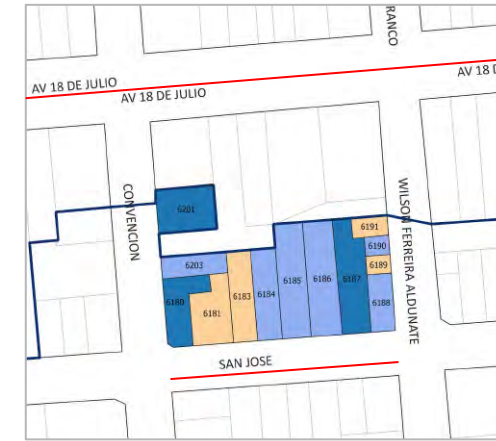 RANCO
AV 18 DE JULIO
AV 18 D
AV 18 DE JULIO
CONVENCION
WILSON FERREIRA ALDUNATE
6201
6191
6190
6203
6189
6180
6181
6183
6184
6185
6186
6187
6188
SAN JOSE